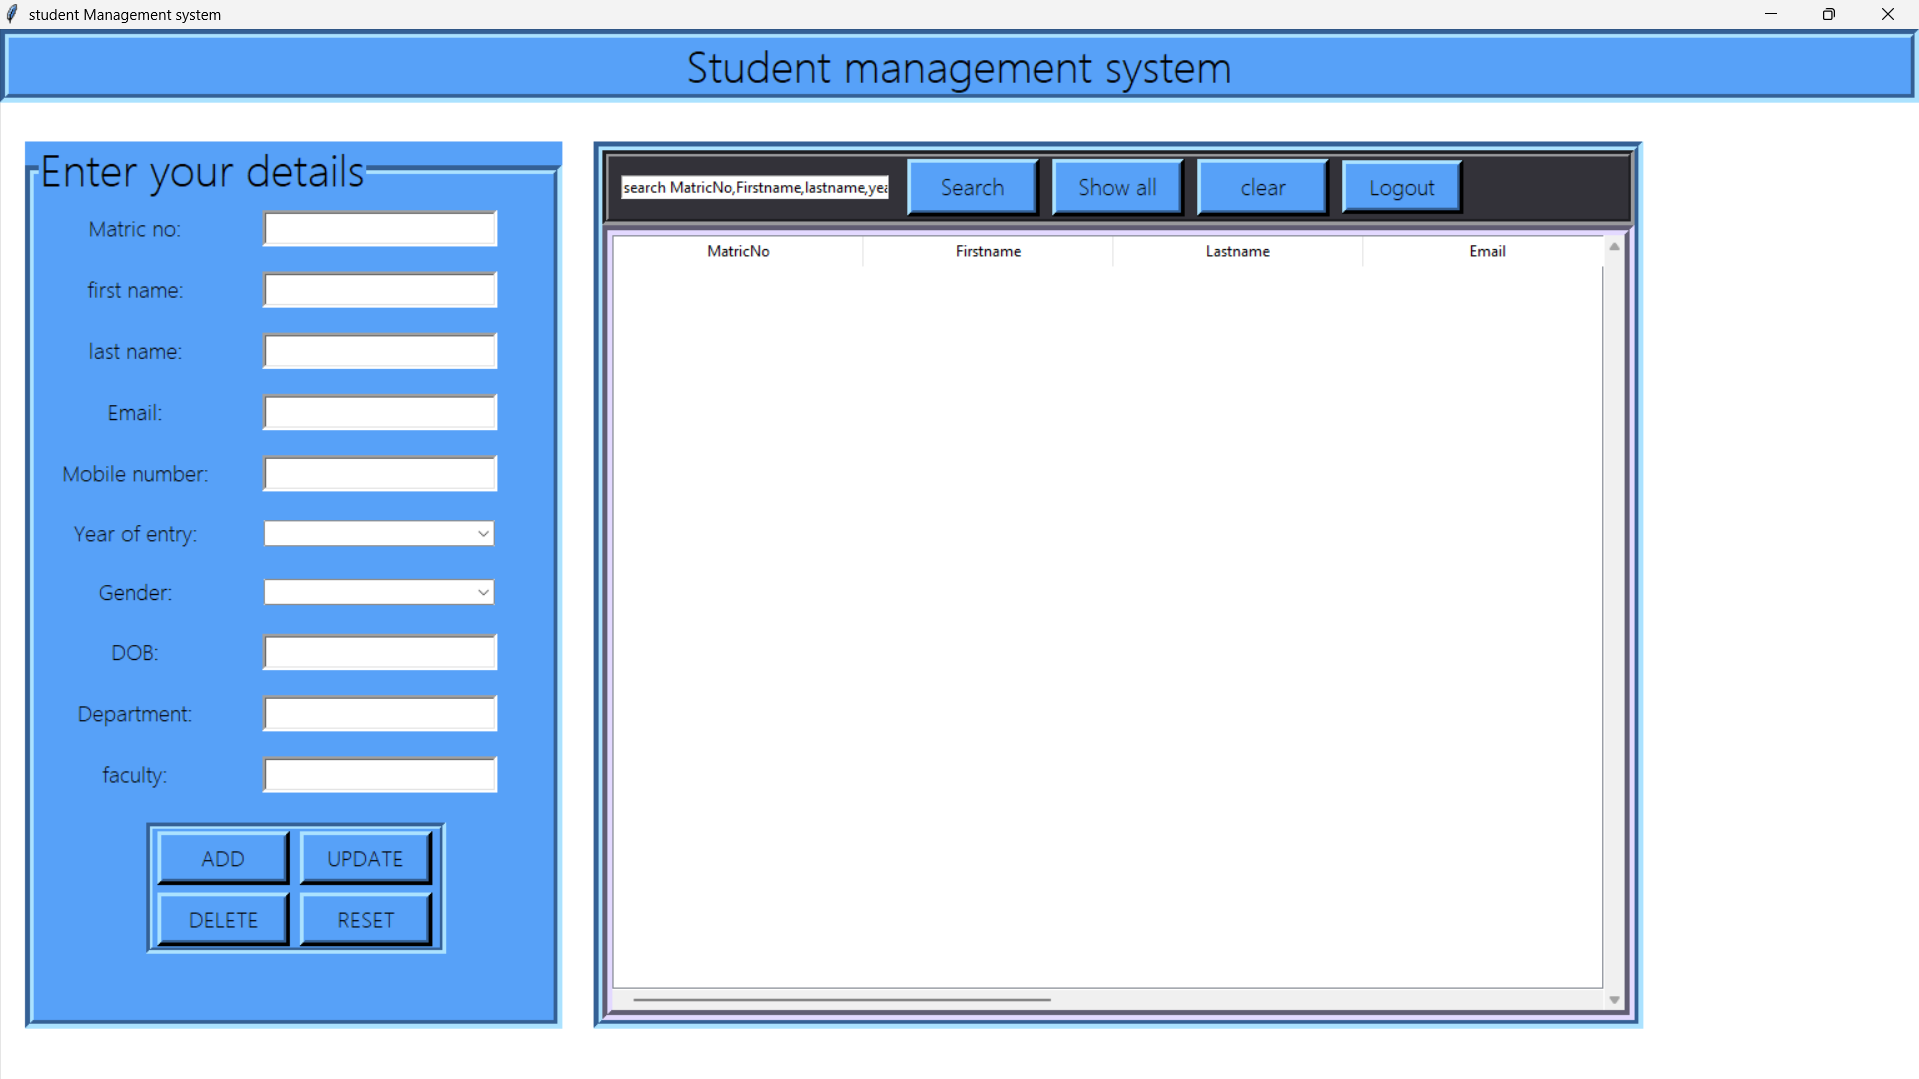 student Management system
Student management system
Enter your details
Matric no:
first name:
last name:
Email:
Mobile number:
Year of entry:
Gender:
DOB:
Department:
faculty:
ADD UPDATE
DELETE RESET
search MatricNo,Firstname,lastname,yea Search Show all clear Logout
MatricNo Firstname Lastname Email